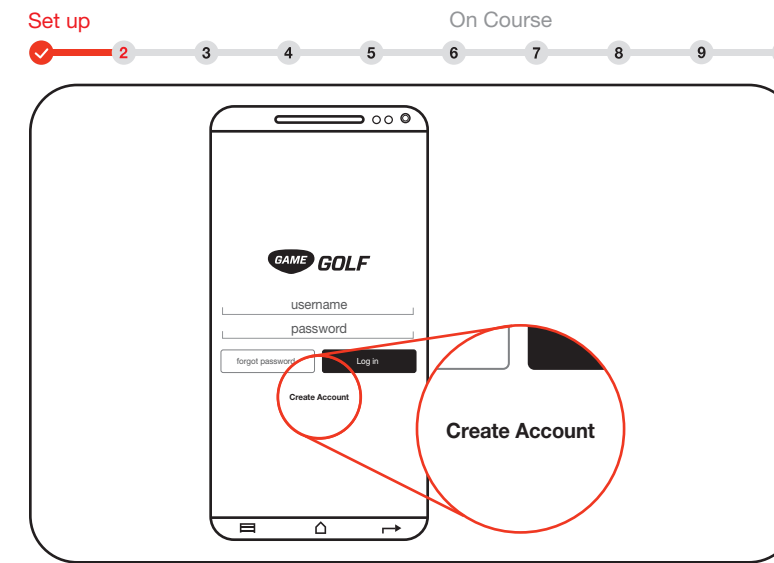 Set up
On Course
2 3 4 5 6 7 8 9
GAME GOLF
username
password
forgot password
Log in
Create Account
Create Account